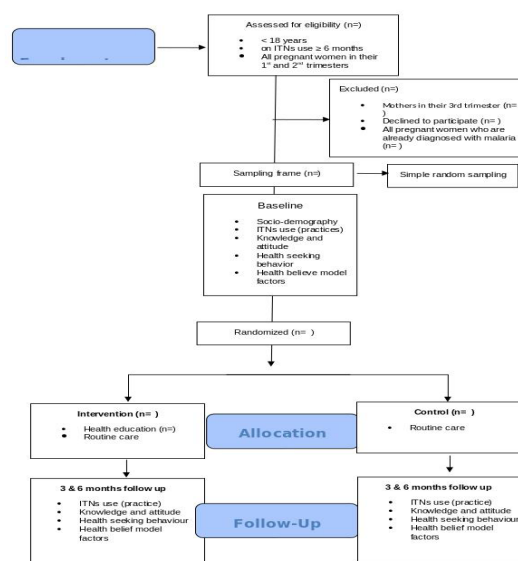 Assessed for eligibility (n=)
• < 18 years
• on ITNs use ≥ 6 months
• All pregnant women in their
1st and 2nd trimesters
Excluded (n=)
• Mothers in their 3rd trimester (n=
)
• Declined to participate (n= )
• All pregnant women who are
already diagnosed with malaria
(n= )
Sampling frame (n=)
Simple random sampling
Baseline
• Socio-demography
• ITNs use (practices)
• Knowledge and
attitude
• Health seeking
behavior
• Health believe model
factors
Randomized (n= )
Intervention (n= )
• Health education (n=)
• Routine care
Allocation
Control (n= )
• Routine care
3 & 6 months follow up
• ITNs use (practice)
• Knowledge and attitude
• Health seeking behaviour
• Health belief model
factors
Follow-Up
3 & 6 months follow up
• ITNs use (practice)
• Knowledge and attitude
• Health seeking behaviour
• Health belief model
factors